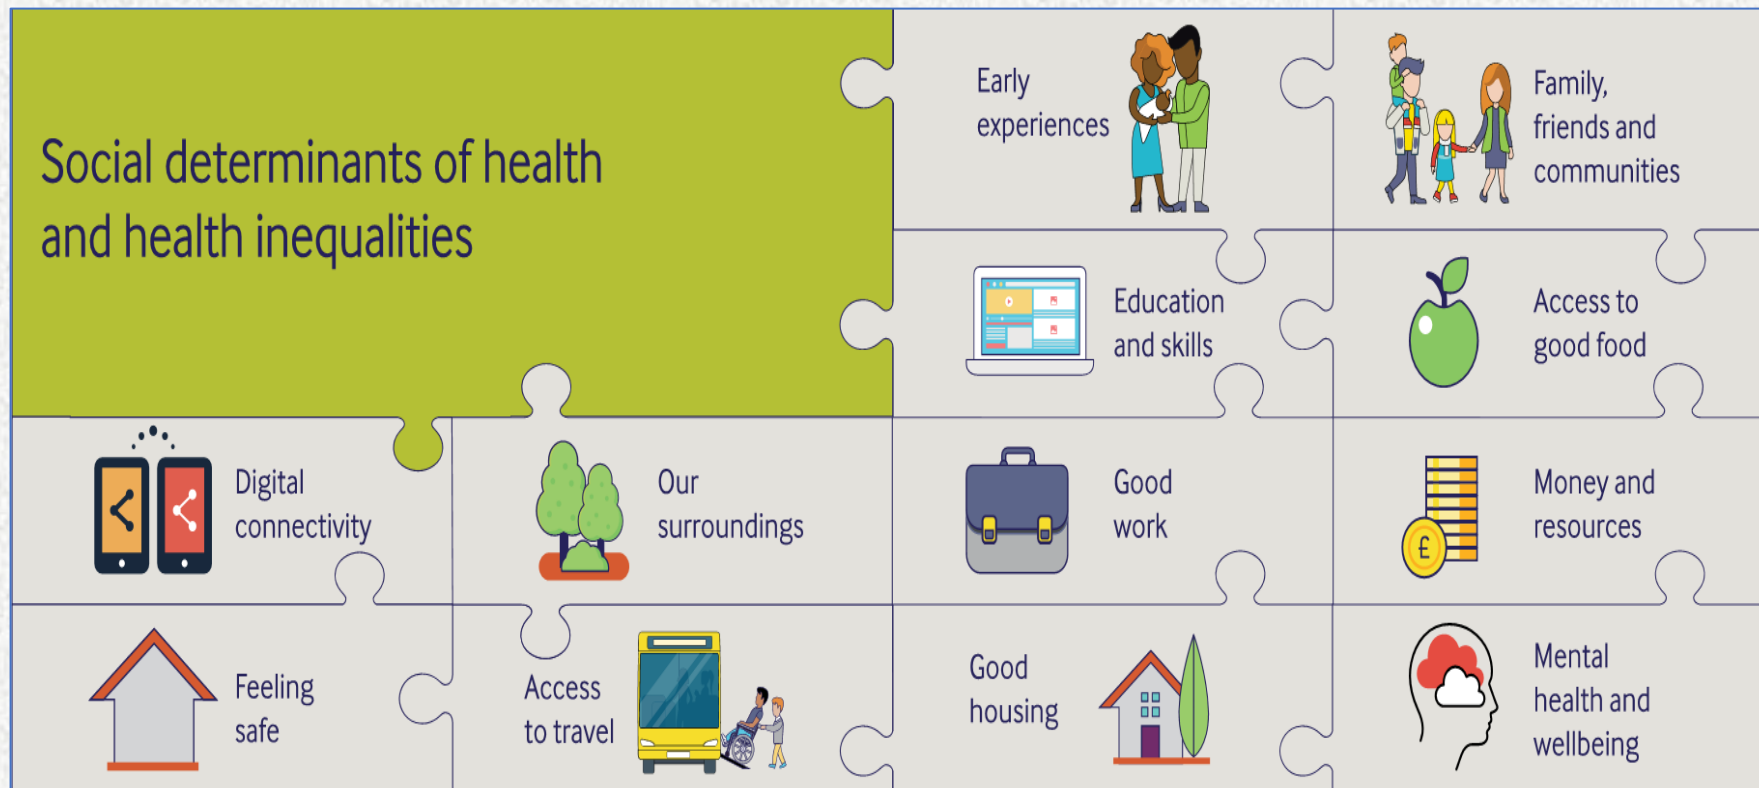 Social determinants of health
and health inequalities
Early
experiences
Family,
friends and
communities
Education
and skills
Access to
good food
Digital
connectivity
Our
surroundings
Good
work
Money and
resources
£
Feeling
safe
Access
to travel
Good
housing
Mental
health and
wellbeing